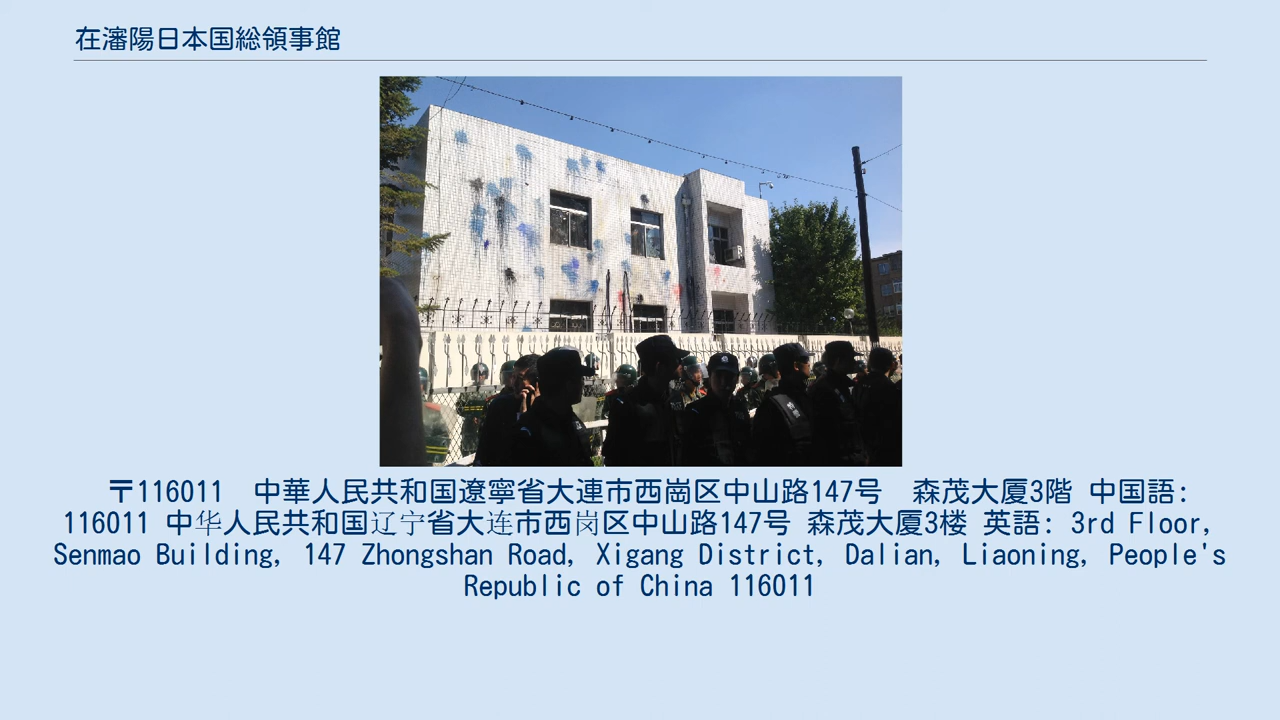 在瀋陽日本国総領事館
〒116011　中華人民共和国遼寧省大連市西崗区中山路147号　森茂大厦3階 中国語:
116011 中华人民共和国辽宁省大连市西岗区中山路147号 森茂大厦3楼 英語: 3rd Floor,
Senmao Building, 147 Zhongshan Road, Xigang District, Dalian, Liaoning, People's
Republic of China 116011